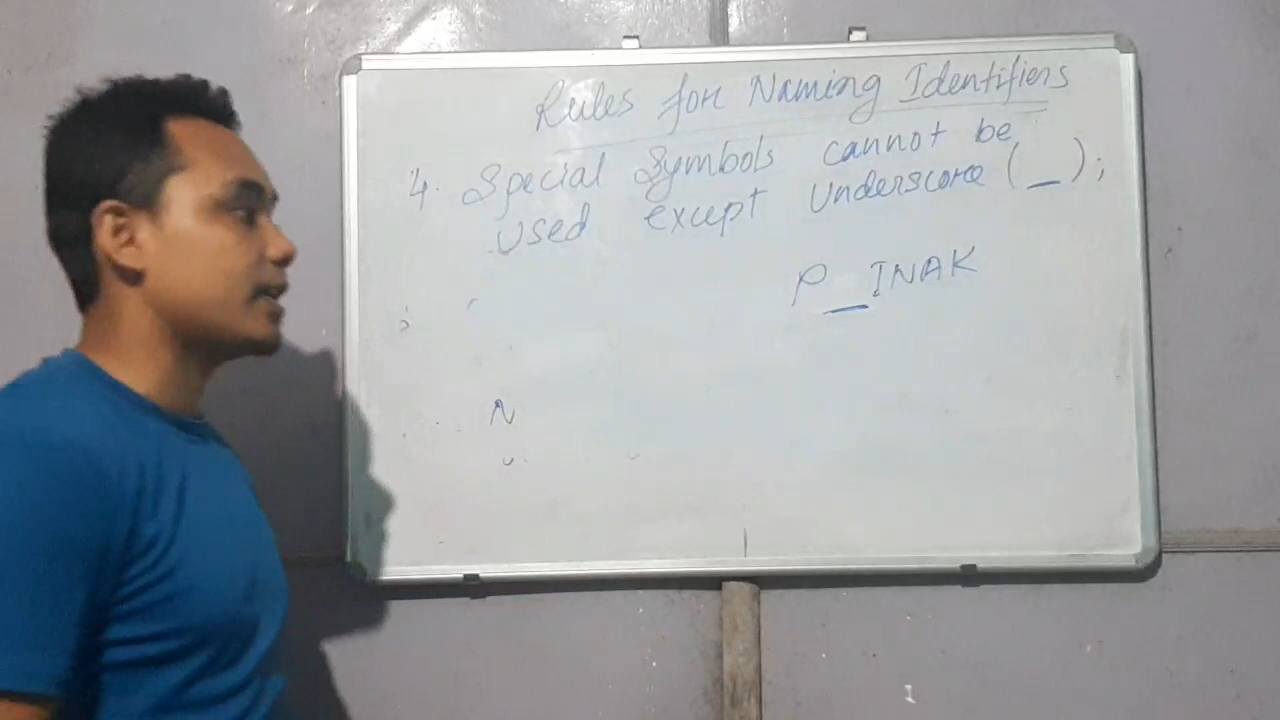 Rules for Naming Identifiers
4. Special Symbols cannot be
used except Underscore (_);
P_INAK
N